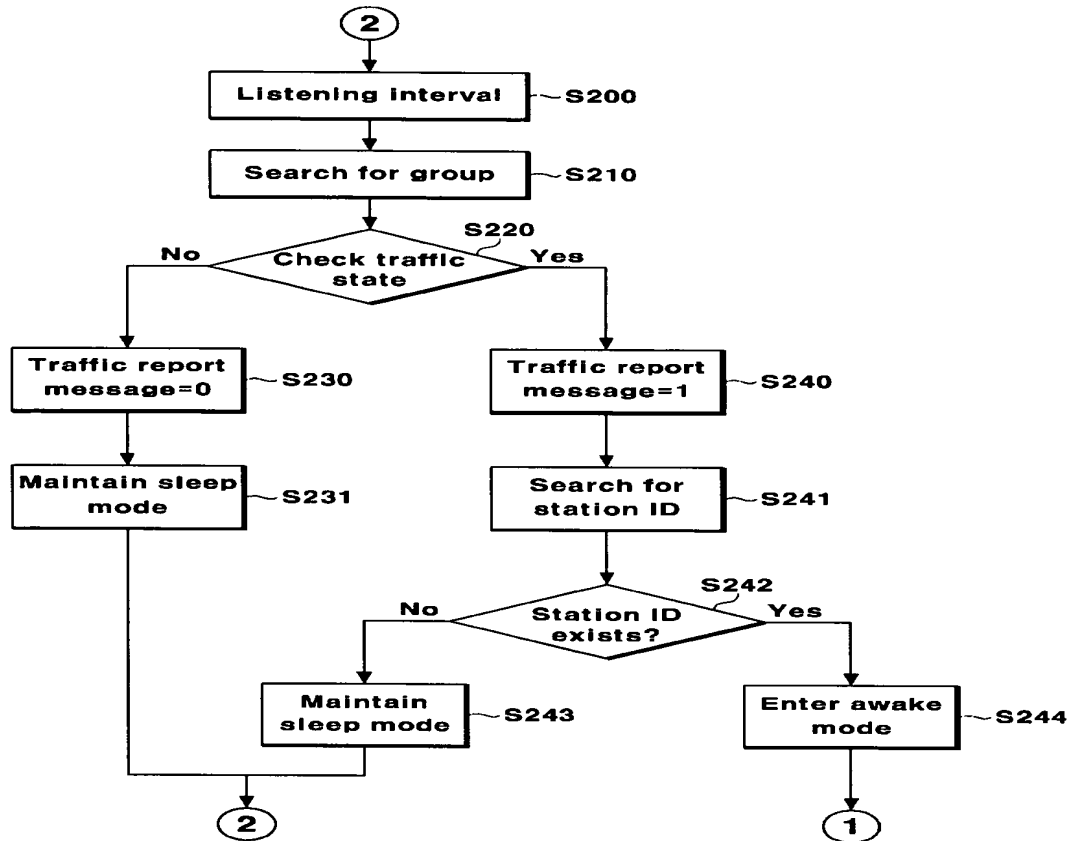 2
Listening interval
S200
Search for group
S210
S220
No
Check traffic
state
Yes
Traffic report
message=0
S230
Traffic report
message=1
S240
Maintain sleep
mode
S231
Search for
station ID
S241
S242
No
Station ID
exists?
Yes
Maintain
sleep mode
S243
Enter awake
mode
S244
2
1